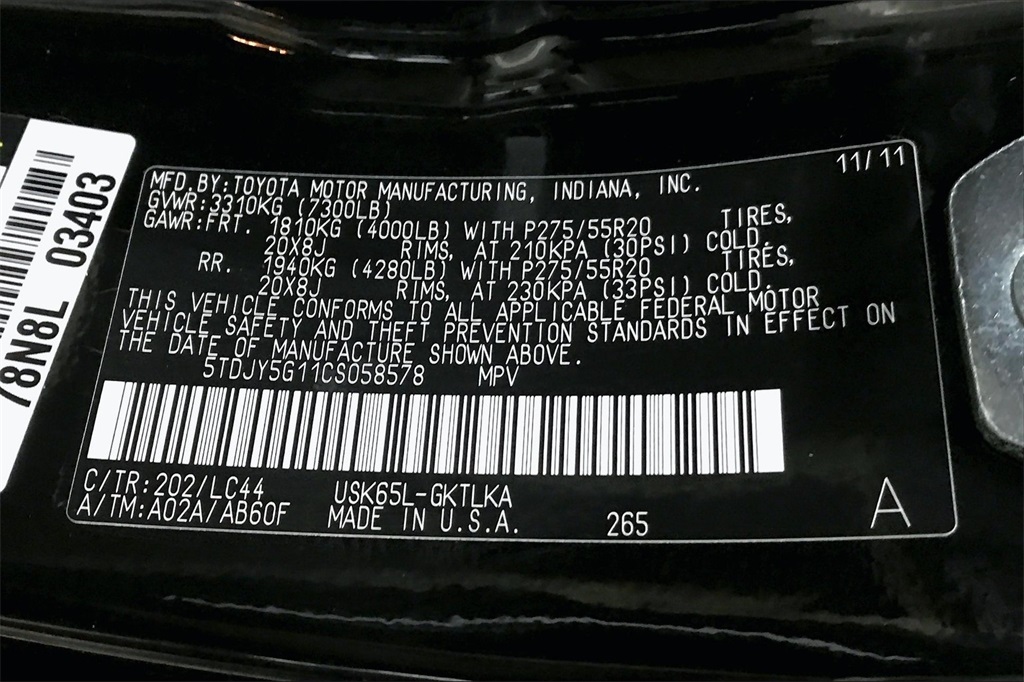 11/11
MFD.BY:TOYOTA MOTOR MANUFACTURING, INDIANA, INC.
GVWR:3310KG (7300LB)
GAWR:FRT. 1810KG (4000LB) WITH P275/55R20 TIRES,
20X8J RIMS, AT 210KPA (30PSI) COLD.
RR. 1940KG (4280LB) WITH P275/55R20 TIRES,
20X8J RIMS, AT 230KPA (33PSI) COLD.
THIS VEHICLE CONFORMS TO ALL APPLICABLE FEDERAL MOTOR
VEHICLE SAFETY AND THEFT PREVENTION STANDARDS IN EFFECT ON
THE DATE OF MANUFACTURE SHOWN ABOVE.
5TDJY5G11CS058578 MPV
C/TR:202/LC44 USK65L-GKTLKA
A/TM:A02A/AB60F MADE IN U.S.A. 265 A
78N8L 03403